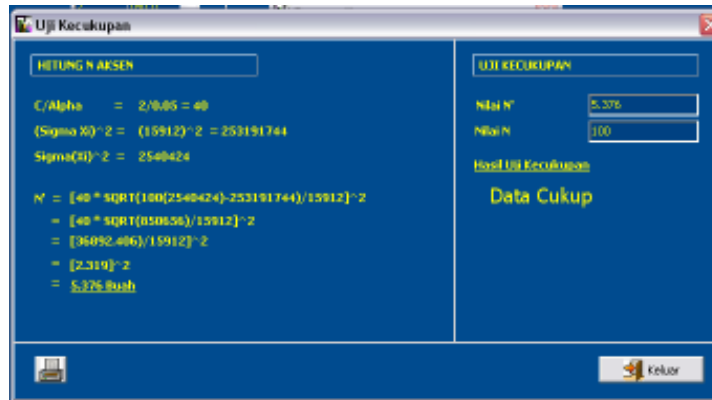 Uji Kecukupan
HITUNG N AKSEN
C/Alpha = 2/0.05 = 40
(Sigma Xi)^2 = (15912)^2 = 253191744
Sigma(Xi)^2 = 2540424
N' = [40 * SQRT(100(2540424)-253191744)/15912]^2
= [40 * SQRT(850656)/15912]^2
= [36892.406)/15912]^2
= [2.319]^2
= 5.376 Buah
UJI KECUKUPAN
Nilai N' 5.376
Nilai N 100
Hasil Uji Kecukupan
Data Cukup
Keluar